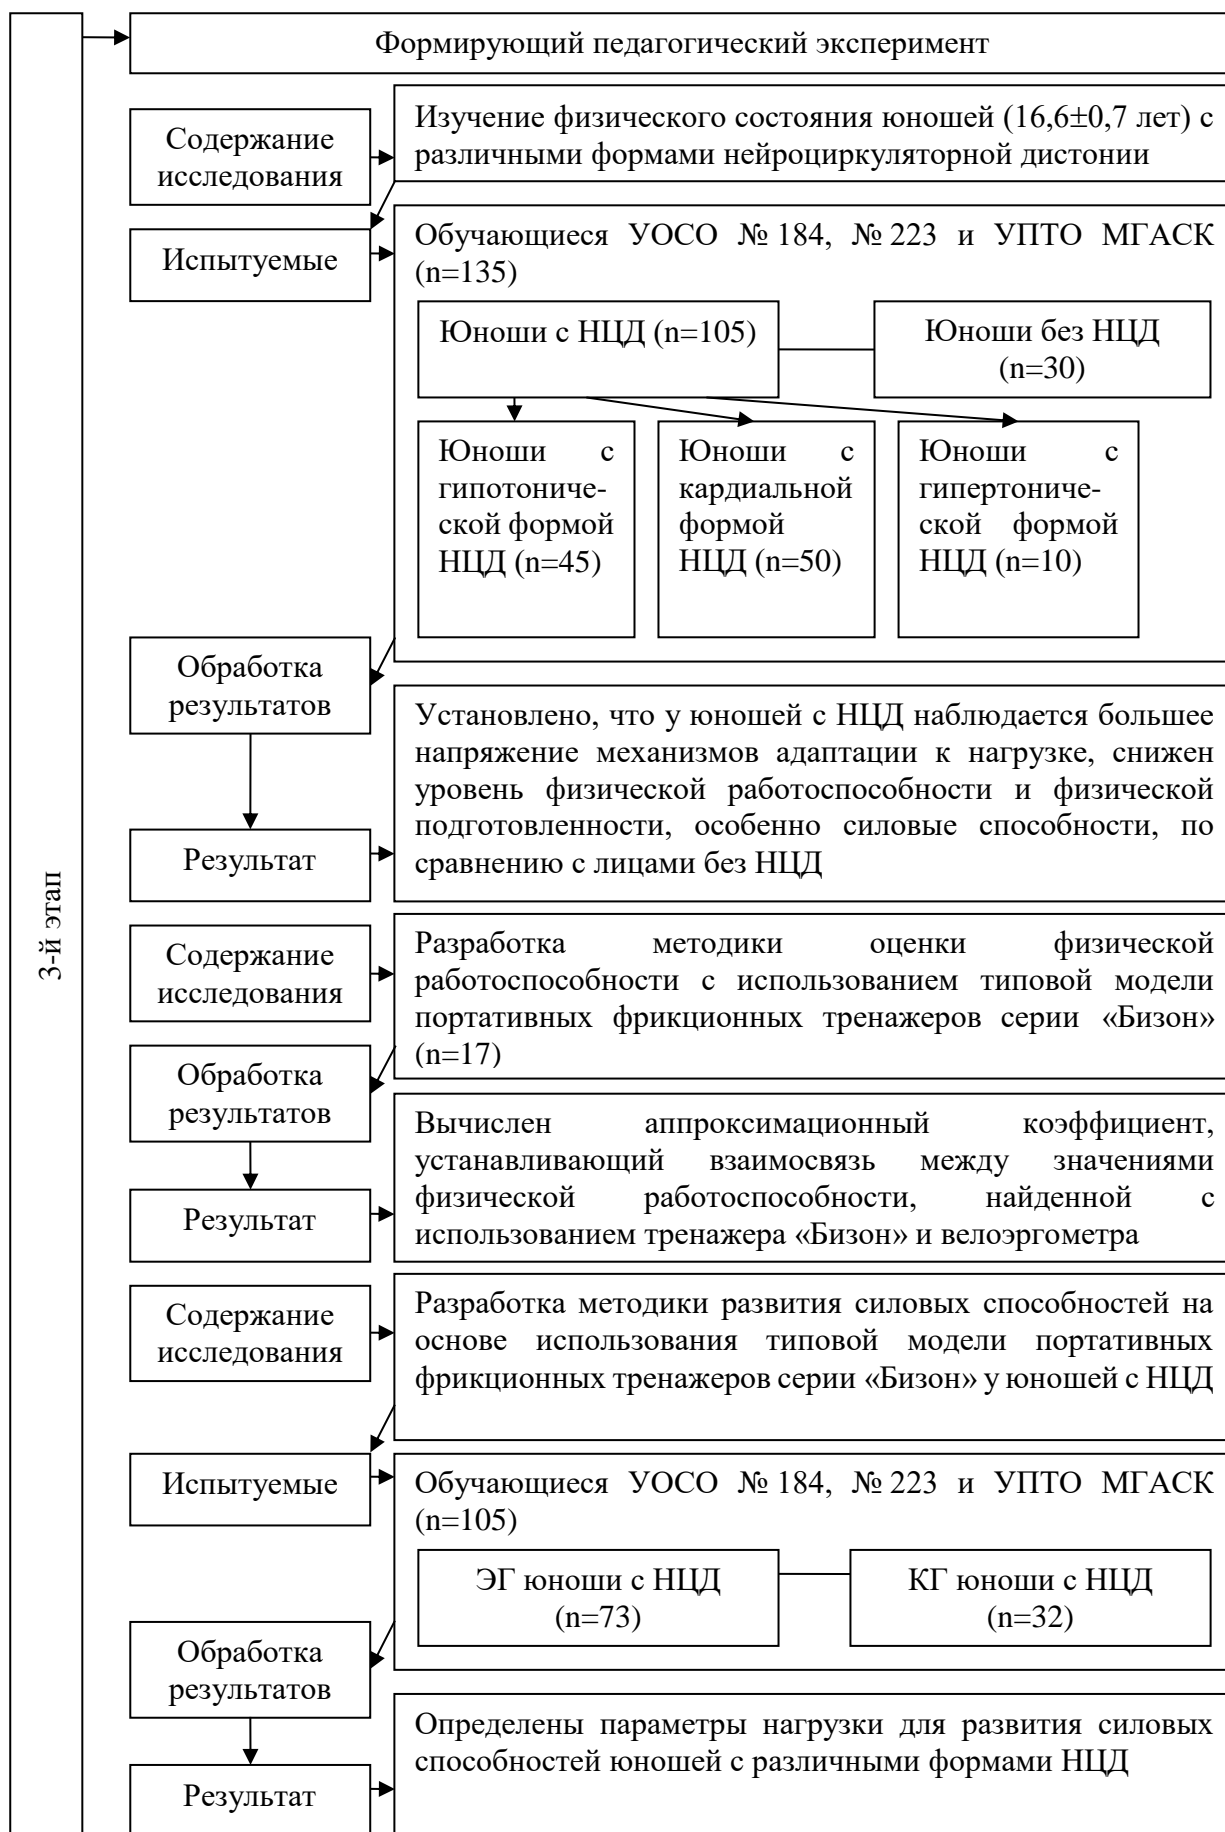 3-й этап
Формирующий педагогический эксперимент
Содержание
исследования
Изучение физического состояния юношей (16,6±0,7 лет) с
различными формами нейроциркуляторной дистонии
Испытуемые
Обучающиеся УОСО № 184, № 223 и УПТО МГАСК
(n=135)
Юноши с НЦД (n=105)
Юноши без НЦД
(n=30)
Юноши с
гипотониче-
ской формой
НЦД (n=45)
Юноши с
кардиальной
формой
НЦД (n=50)
Юноши с
гипертониче-
ской формой
НЦД (n=10)
Обработка
результатов
Результат
Установлено, что у юношей с НЦД наблюдается большее
напряжение механизмов адаптации к нагрузке, снижен
уровень физической работоспособности и физической
подготовленности, особенно силовые способности, по
сравнению с лицами без НЦД
Содержание
исследования
Разработка методики оценки физической
работоспособности с использованием типовой модели
портативных фрикционных тренажеров серии «Бизон»
(n=17)
Обработка
результатов
Результат
Вычислен аппроксимационный коэффициент,
устанавливающий взаимосвязь между значениями
физической работоспособности, найденной с
использованием тренажера «Бизон» и велоэргометра
Содержание
исследования
Разработка методики развития силовых способностей на
основе использования типовой модели портативных
фрикционных тренажеров серии «Бизон» у юношей с НЦД
Испытуемые
Обучающиеся УОСО № 184, № 223 и УПТО МГАСК
(n=105)
ЭГ юноши с НЦД
(n=73)
КГ юноши с НЦД
(n=32)
Обработка
результатов
Результат
Определены параметры нагрузки для развития силовых
способностей юношей с различными формами НЦД